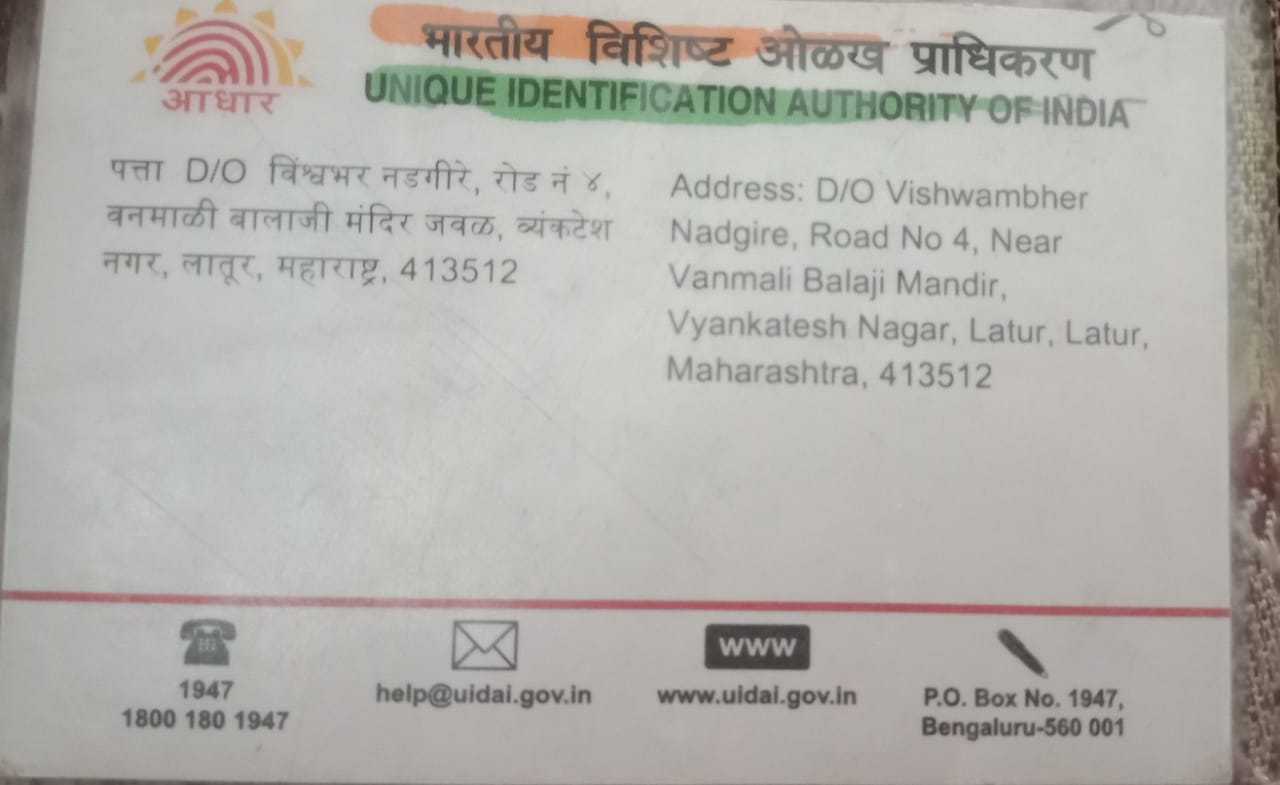 भारतीय विशिष्ट ओळख प्राधिकरण
UNIQUE IDENTIFICATION AUTHORITY OF INDIA
आधार
पत्ता D/O विंश्वभर नडगीरे, रोड नं ४,
वनमाळी बालाजी मंदिर जवळ, व्यंकटेश
नगर, लातूर, महाराष्ट्र, 413512
Address: D/O Vishwambher
Nadgire, Road No 4, Near
Vanmali Balaji Mandir,
Vyankatesh Nagar, Latur, Latur,
Maharashtra, 413512
1947
1800 180 1947
help@uidai.gov.in
www
www.uidai.gov.in
P.O. Box No. 1947,
Bengaluru-560 001